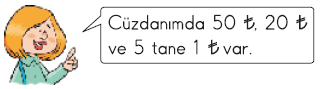 Cüzdanımda 50 ₺, 20 ₺
ve 5 tane 1 ₺ var.